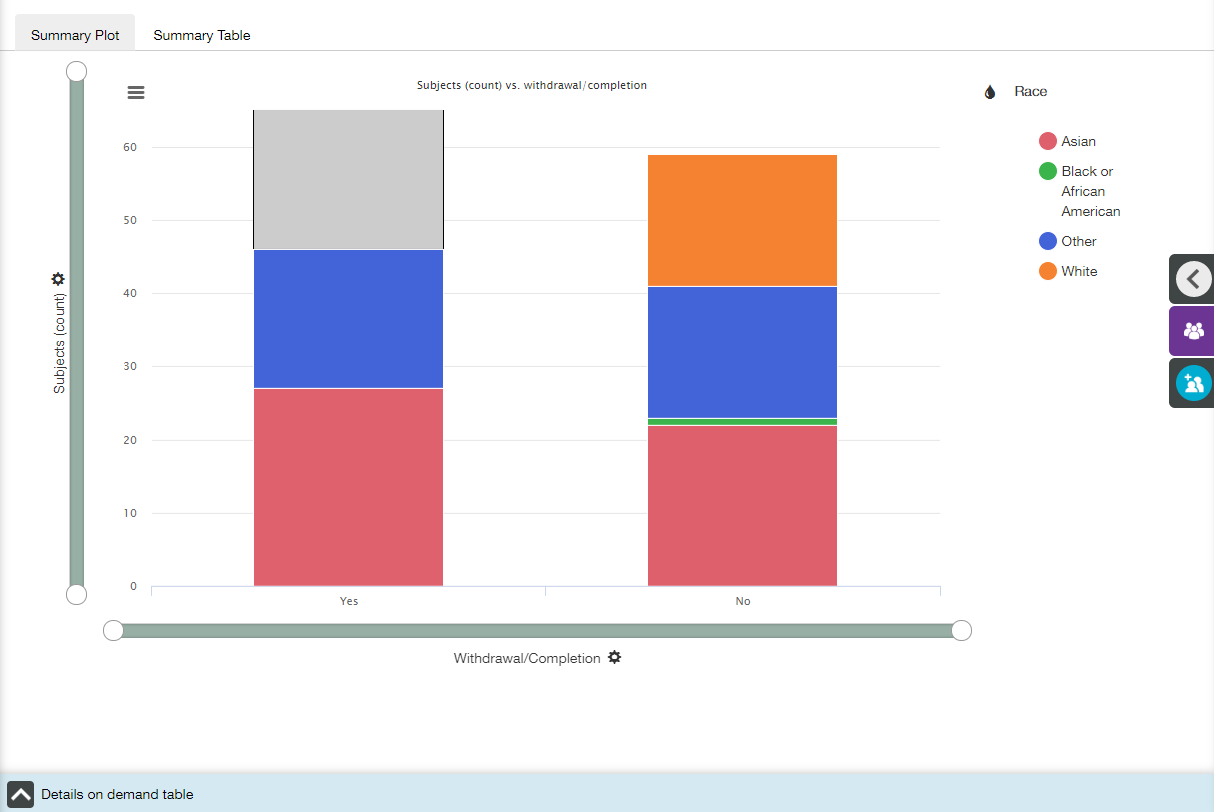 Summary Plot
Summary Table
Subjects (count) vs. withdrawal/completion
Race
Asian
Black or
African
American
Other
White
60
50
40
30
20
10
0
Subjects (count)
Yes
No
Withdrawal/Completion
Details on demand table